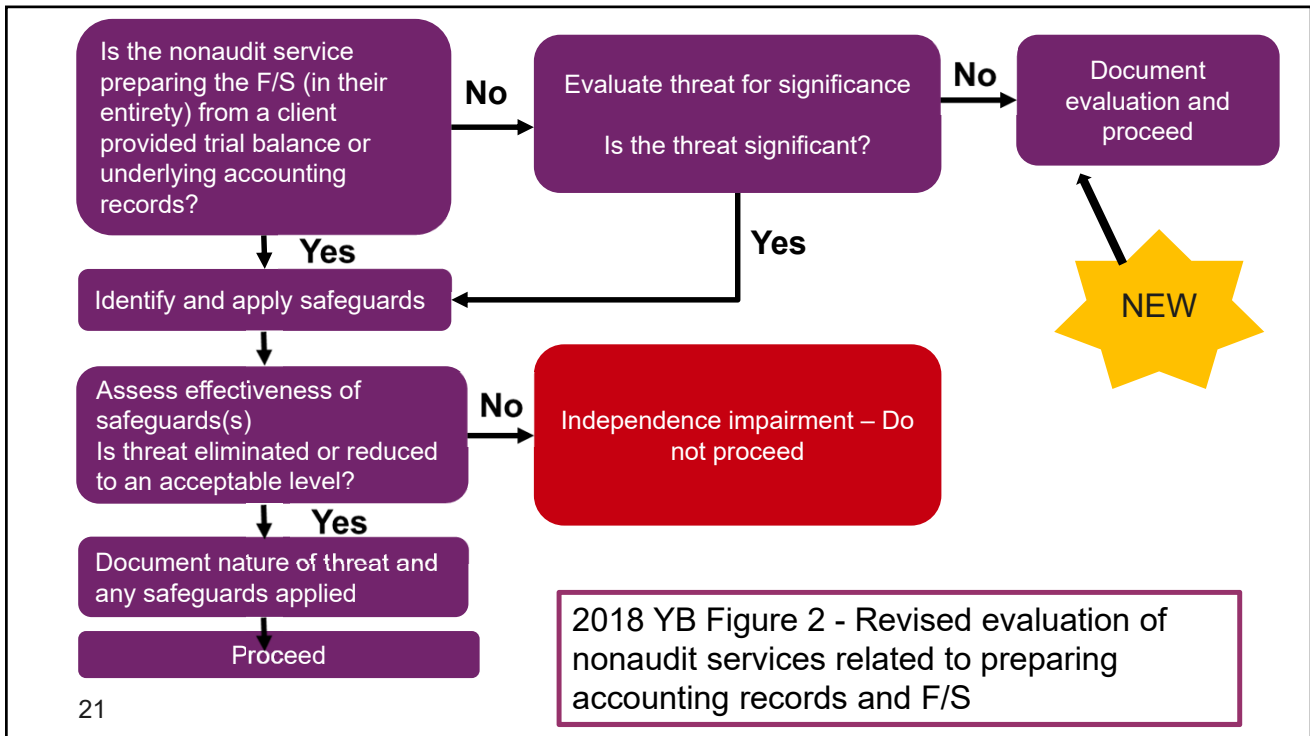 Is the nonaudit service
preparing the F/S (in their
entirety) from a client
provided trial balance or
underlying accounting
records?
No
Evaluate threat for significance
Is the threat significant?
No
Document
evaluation and
proceed
Yes
Yes
Identify and apply safeguards
NEW
Assess effectiveness of
safeguards(s)
Is threat eliminated or reduced
to an acceptable level?
No
Independence impairment – Do
not proceed
Yes
Document nature of threat and
any safeguards applied
Proceed
2018 YB Figure 2 - Revised evaluation of
nonaudit services related to preparing
accounting records and F/S
21